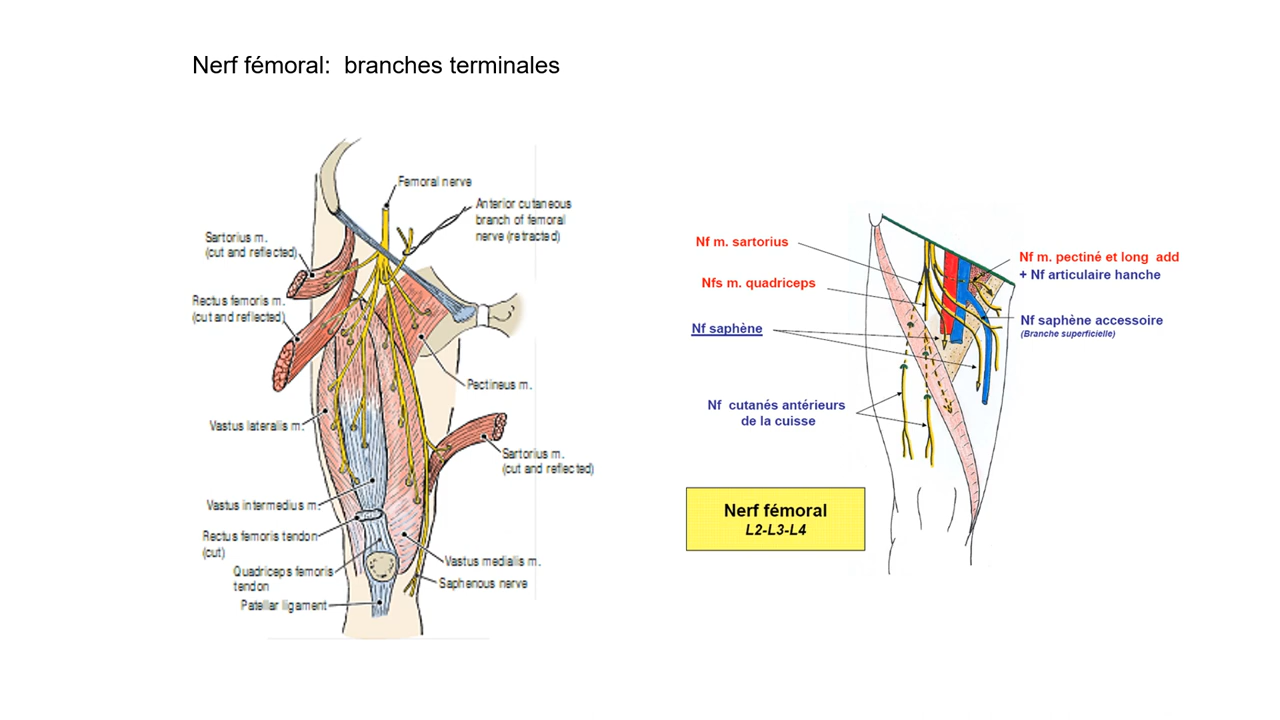 Nerf fémoral:  branches terminales
Femoral nerve
Anterior cutaneous
branch of femoral
nerve (retracted)
Sartorius m.
(cut and reflected)
Rectus femoris m.
(cut and reflected)
Pectineus m.
Vastus lateralis m.
Sartorius m.
(cut and reflected)
Vastus intermedius m.
Rectus femoris tendon
(cut)
Quadriceps femoris
tendon
Vastus medialis m.
Saphenous nerve
Patellar ligament
Nf m. sartorius
Nfs m. quadriceps
Nf saphène
Nf cutanés antérieurs
de la cuisse
Nf m. pectiné et long add
+ Nf articulaire hanche
Nf saphène accessoire
(Branche superficielle)
Nerf fémoral
L2-L3-L4